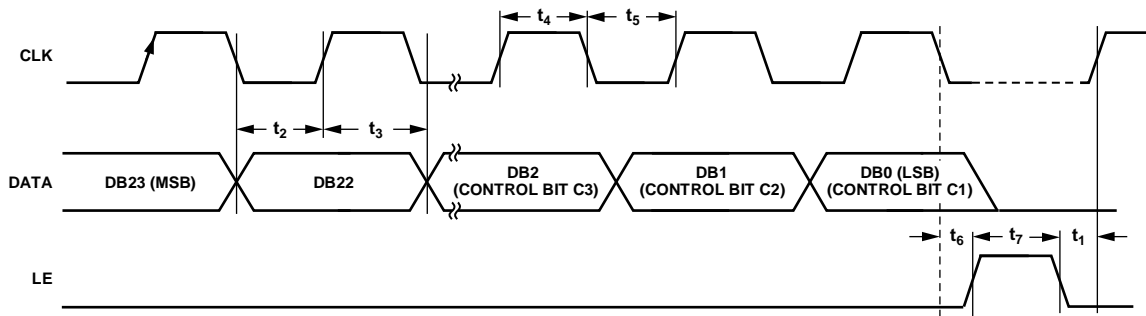 t4 t5
CLK
t2 t3
DATA
DB23 (MSB)
DB22
DB2
(CONTROL BIT C3)
DB1
(CONTROL BIT C2)
DB0 (LSB)
(CONTROL BIT C1)
t6 t7 t1
LE